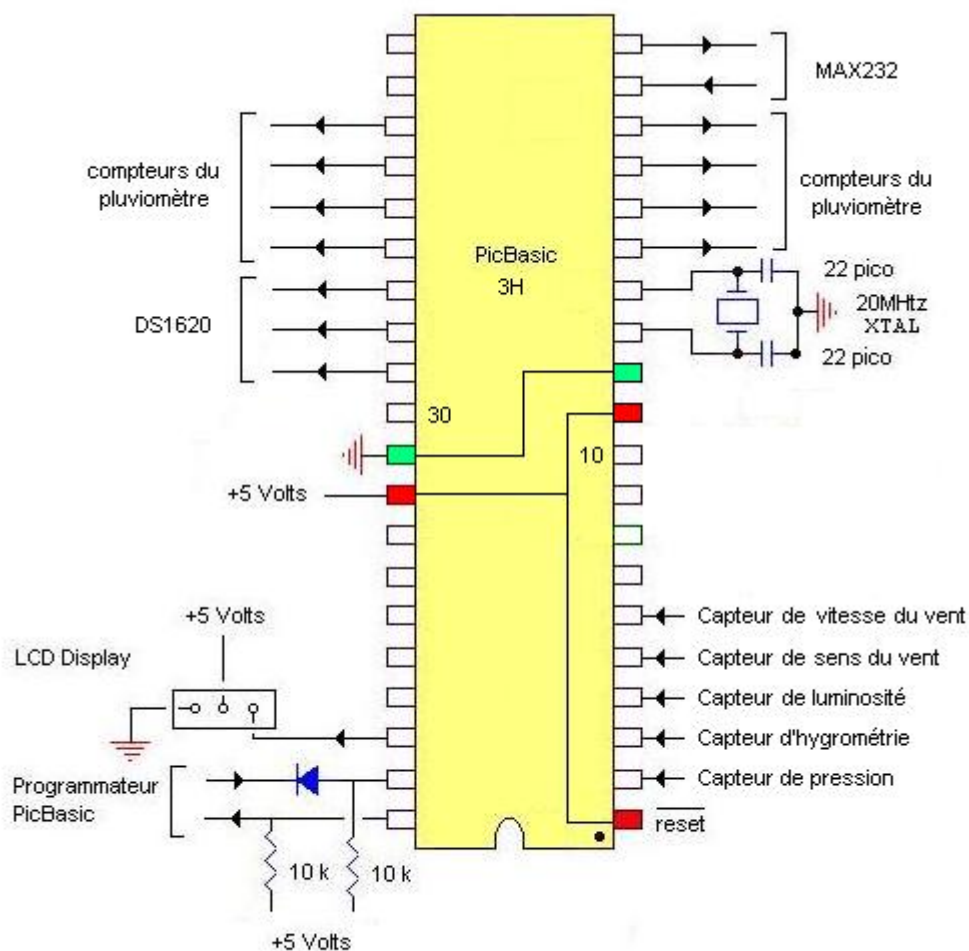 MAX232
compteurs du
pluviomètre
compteurs du
pluviomètre
PicBasic
3H
22 pico
20MHtz
XTAL
22 pico
DS1620
30
10
+5 Volts
+5 Volts
LCD Display
Capteur de vitesse du vent
Capteur de sens du vent
Capteur de luminosité
Capteur d'hygrométrie
Capteur de pression
Programmateur
PicBasic
reset
10 k
10 k
+5 Volts